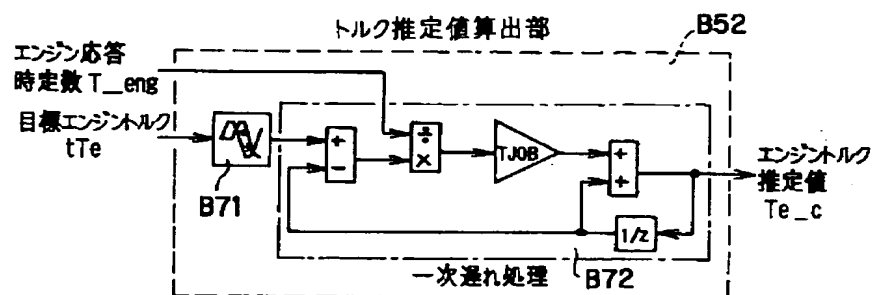 トルク推定値算出部
B52
エンジン応答
時定数 T__eng
目標エンジントルク
tTe
B71
+
-
÷
×
TJOB
+
+
1/z
エンジントルク
推定値
Te_c
一次遅れ処理
B72